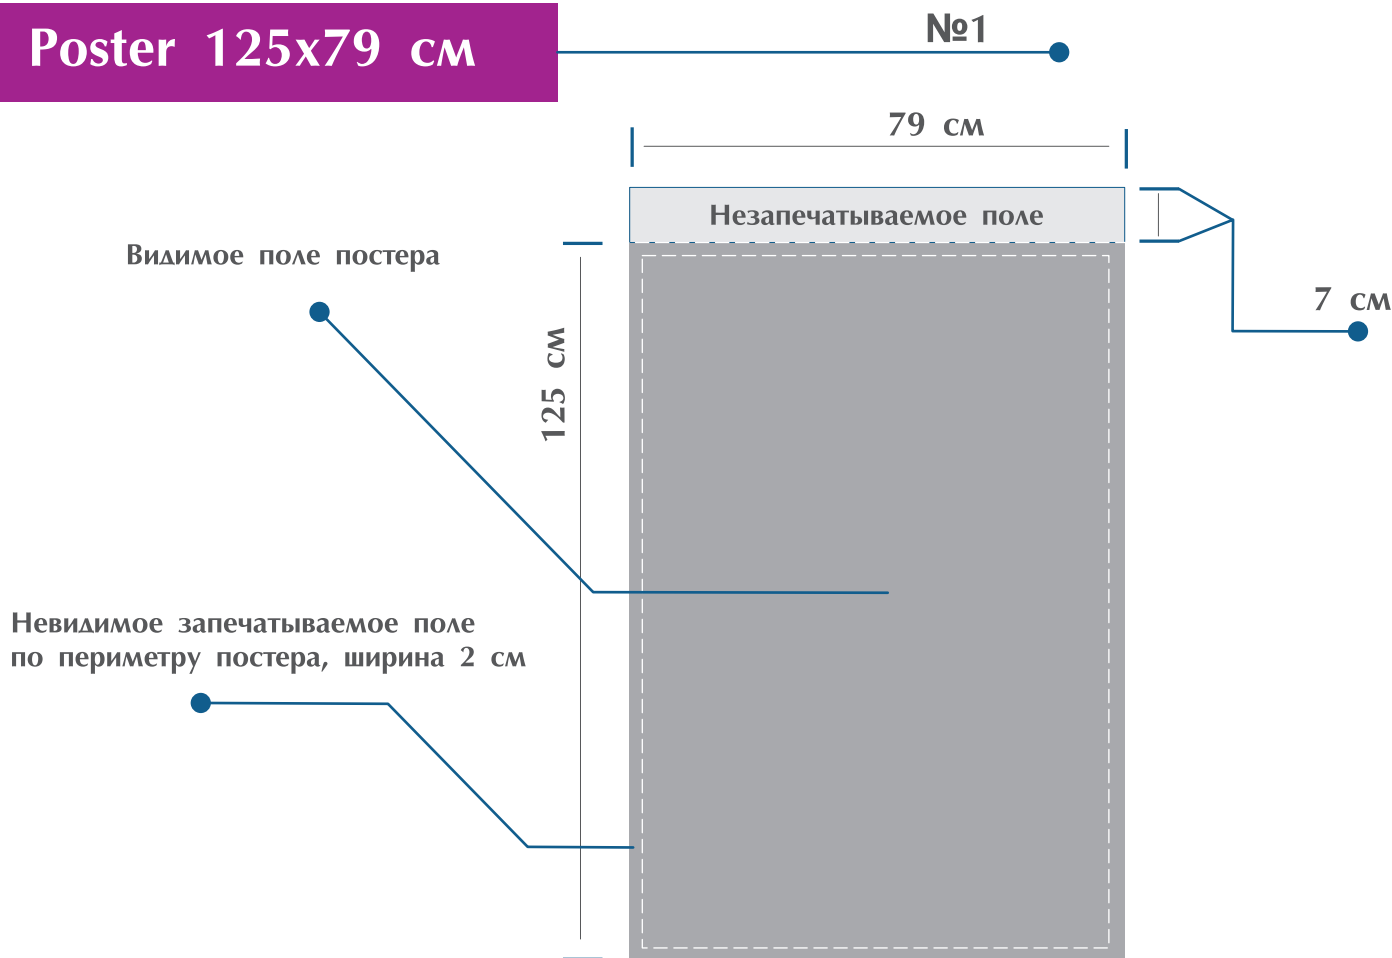 Poster 125x79 см
№1
79 см
Незапечатываемое поле
Видимое поле постера
7 см
125 см
Невидимое запечатываемое поле
по периметру постера, ширина 2 см